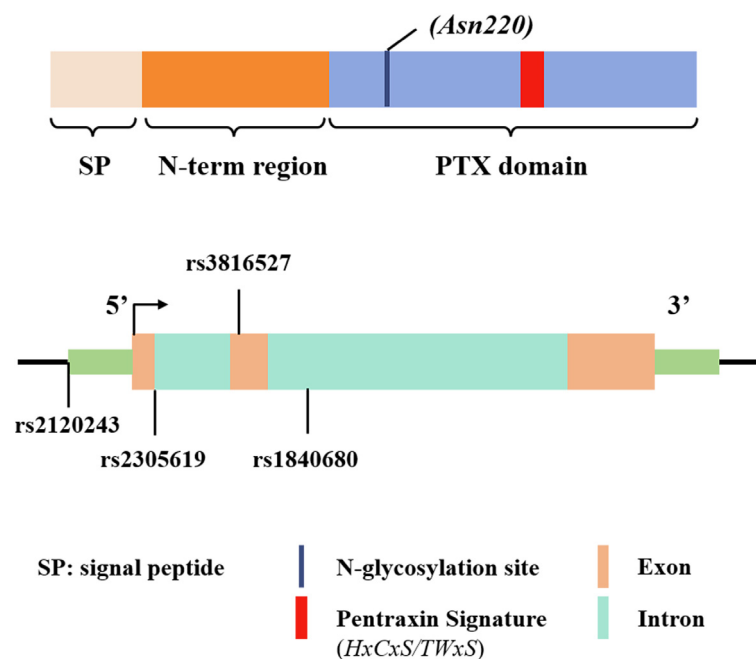 (Asn220)
SP
N-term region
PTX domain
rs3816527
5’
3’
rs2120243
rs2305619
rs1840680
SP: signal peptide
N-glycosylation site
Exon
Pentraxin Signature
(HxCxS/TWxS)
Intron